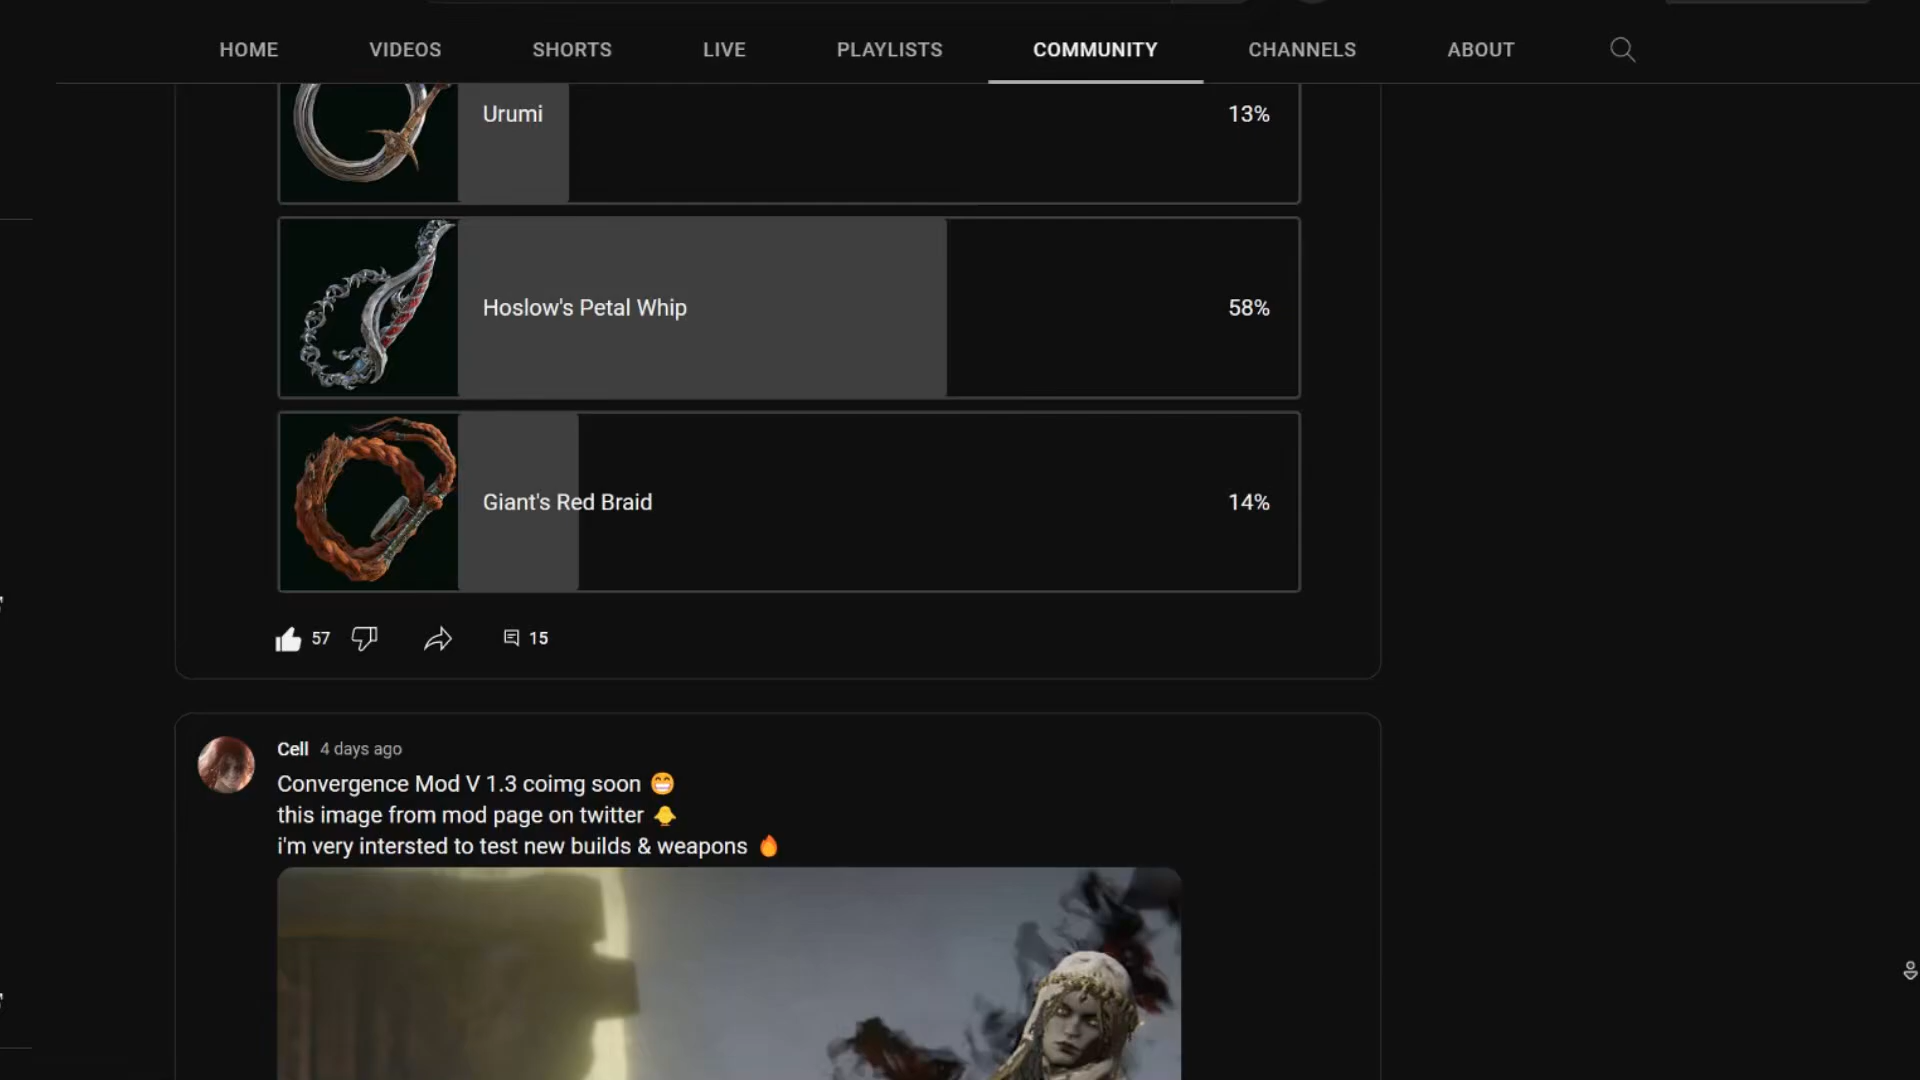 HOME VIDEOS SHORTS LIVE PLAYLISTS COMMUNITY CHANNELS ABOUT
Urumi 13%
Hoslow's Petal Whip 58%
Giant's Red Braid 14%
57 15
Cell 4 days ago
Convergence Mod V 1.3 coimg soon 😁
this image from mod page on twitter 🐥
i'm very intersted to test new builds & weapons 🔥